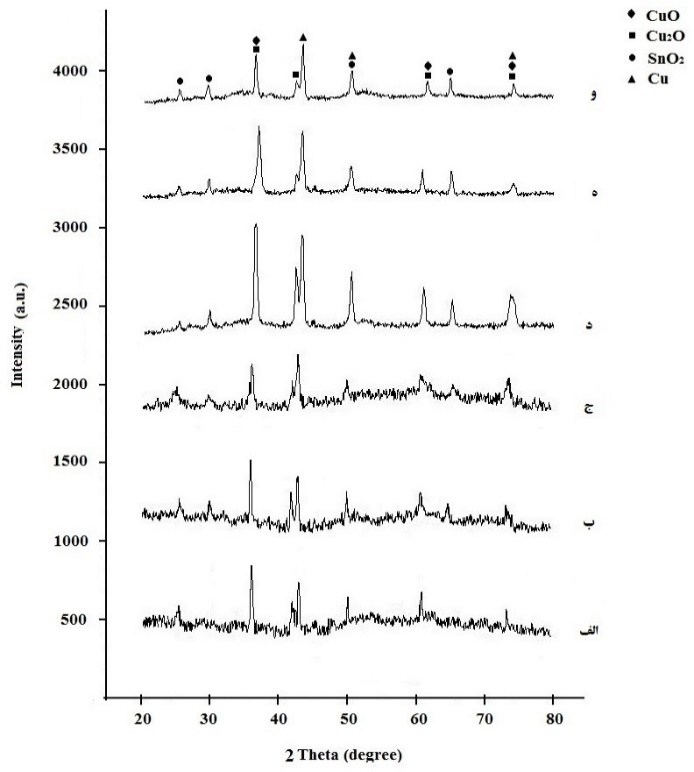 CuO
Cu₂O
SnO₂
Cu
4000
و
3500
ه
3000
2500
د
2000
ج
1500
ب
1000
500
الف
20 30 40 50 60 70 80
2 Theta (degree)
Intensity (a.u.)